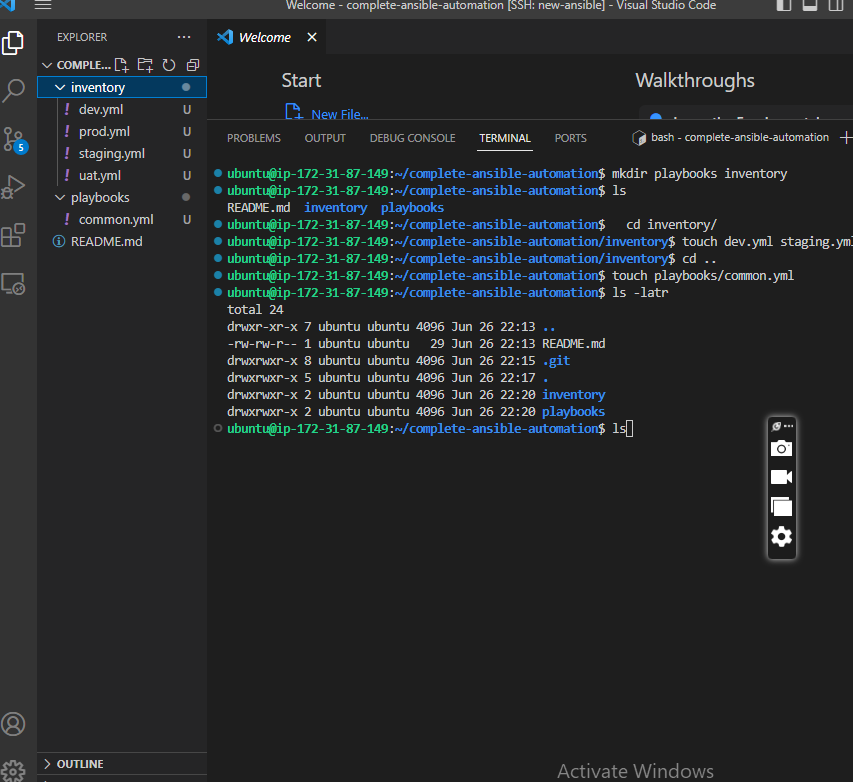 Welcome - complete-ansible-automation [SSH: new-ansible] - Visual Studio Code
EXPLORER
Welcome
COMPLE...
inventory
dev.yml U
prod.yml U
staging.yml U
uat.yml U
playbooks
common.yml U
README.md
5
OUTLINE
Start
New File...
Walkthroughs
PROBLEMS OUTPUT DEBUG CONSOLE TERMINAL PORTS
bash - complete-ansible-automation
ubuntu@ip-172-31-87-149:~/complete-ansible-automation$ mkdir playbooks inventory
ubuntu@ip-172-31-87-149:~/complete-ansible-automation$ ls
README.md inventory playbooks
ubuntu@ip-172-31-87-149:~/complete-ansible-automation$ cd inventory/
ubuntu@ip-172-31-87-149:~/complete-ansible-automation/inventory$ touch dev.yml staging.yml
ubuntu@ip-172-31-87-149:~/complete-ansible-automation/inventory$ cd ..
ubuntu@ip-172-31-87-149:~/complete-ansible-automation$ touch playbooks/common.yml
ubuntu@ip-172-31-87-149:~/complete-ansible-automation$ ls -latr
total 24
drwxr-xr-x 7 ubuntu ubuntu 4096 Jun 26 22:13 ..
-rw-rw-r-- 1 ubuntu ubuntu 29 Jun 26 22:13 README.md
drwxrwxr-x 8 ubuntu ubuntu 4096 Jun 26 22:15 .git
drwxrwxr-x 5 ubuntu ubuntu 4096 Jun 26 22:17 .
drwxrwxr-x 2 ubuntu ubuntu 4096 Jun 26 22:20 inventory
drwxrwxr-x 2 ubuntu ubuntu 4096 Jun 26 22:20 playbooks
ubuntu@ip-172-31-87-149:~/complete-ansible-automation$ ls
Activate Windows